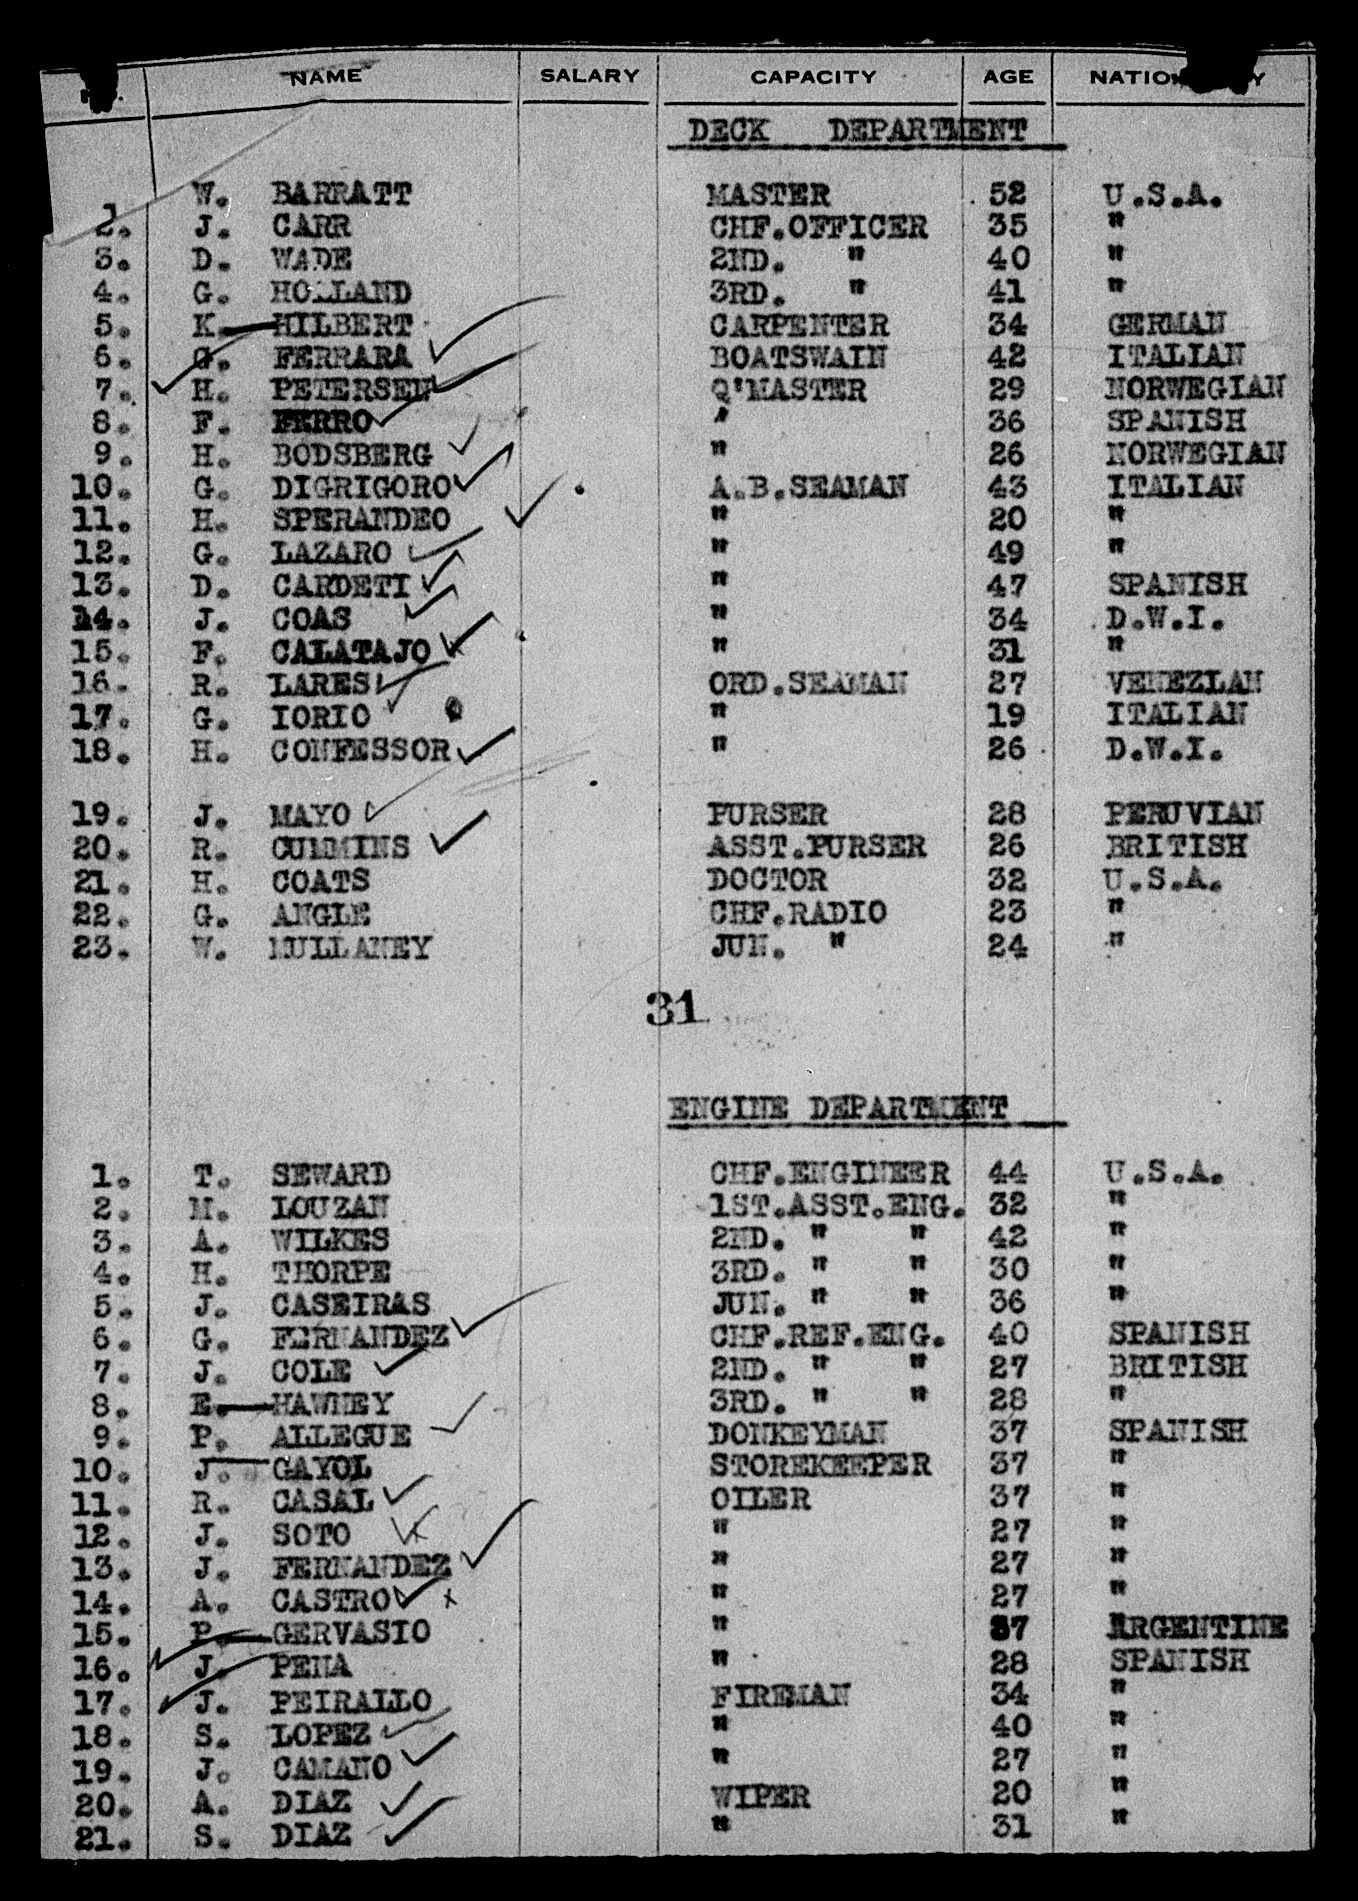 NAME SALARY CAPACITY AGE
DECK DEPARTMENT
1. W. BARRATT MASTER 52 U.S.A.
2. J. CARR CHF.OFFICER 35 "
3. D. WADE 2ND. " 40 "
4. G. HOLLAND 3RD. " 41 "
5. K. HILBERT CARPENTER 34 GERMAN
6. G. FERRARA BOATSWAIN 42 ITALIAN
7. H. PETERSEN Q'MASTER 29 NORWEGIAN
8. F. FERRO " 36 SPANISH
9. H. BODSBERG " 26 NORWEGIAN
10. G. DIGRIGORO A.B.SEAMAN 43 ITALIAN
11. H. SPERANDEO " 20 "
12. G. LAZARO " 49 "
13. D. CARDETI " 47 SPANISH
14. J. COAS " 34 D.W.I.
15. F. CALATAJO " 31 "
16. R. LARES ORD.SEAMAN 27 VENEZLAN
17. G. IORIO " 19 ITALIAN
18. H. CONFESSOR " 26 D.W.I.
19. J. MAYO PURSER 28 PERUVIAN
20. R. CUMMINS ASST.PURSER 26 BRITISH
21. H. COATS DOCTOR 32 U.S.A.
22. G. ANGLE CHF.RADIO 23 "
23. W. MULLANEY JUN. " 24 "
31
ENGINE DEPARTMENT
1. T. SEWARD CHF.ENGINEER 44 U.S.A.
2. M. LOUZAN 1ST.ASST.ENG. 32 "
3. A. WILKES 2ND. " " 42 "
4. H. THORPE 3RD. " " 30 "
5. J. CASEIRAS JUN. " " 36 "
6. G. FERNANDEZ CHF.REF.ENG. 40 SPANISH
7. J. COLE 2ND. " " 27 BRITISH
8. E. HAWNEY 3RD. " " 28 "
9. P. ALLEGUE DONKEYMAN 37 SPANISH
10. J. GAYOL STOREKEEPER 37 "
11. R. CASAL OILER 37 "
12. J. SOTO " 27 "
13. J. FERNANDEZ " 27 "
14. A. CASTRO " 27 "
15. P. GERVASIO " 37 ARGENTINE
16. J. PENA " 28 SPANISH
17. J. PEIRALLO FIREMAN 34 "
18. S. LOPEZ " 40 "
19. J. CAMANO " 27 "
20. A. DIAZ WIPER 20 "
21. S. DIAZ " 31 "